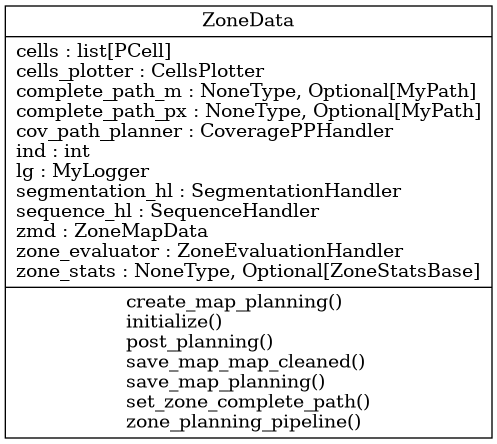 ZoneData
cells : list[PCell]
cells_plotter : CellsPlotter
complete_path_m : NoneType, Optional[MyPath]
complete_path_px : NoneType, Optional[MyPath]
cov_path_planner : CoveragePPHandler
ind : int
lg : MyLogger
segmentation_hl : SegmentationHandler
sequence_hl : SequenceHandler
zmd : ZoneMapData
zone_evaluator : ZoneEvaluationHandler
zone_stats : NoneType, Optional[ZoneStatsBase]
create_map_planning()
initialize()
post_planning()
save_map_map_cleaned()
save_map_planning()
set_zone_complete_path()
zone_planning_pipeline()